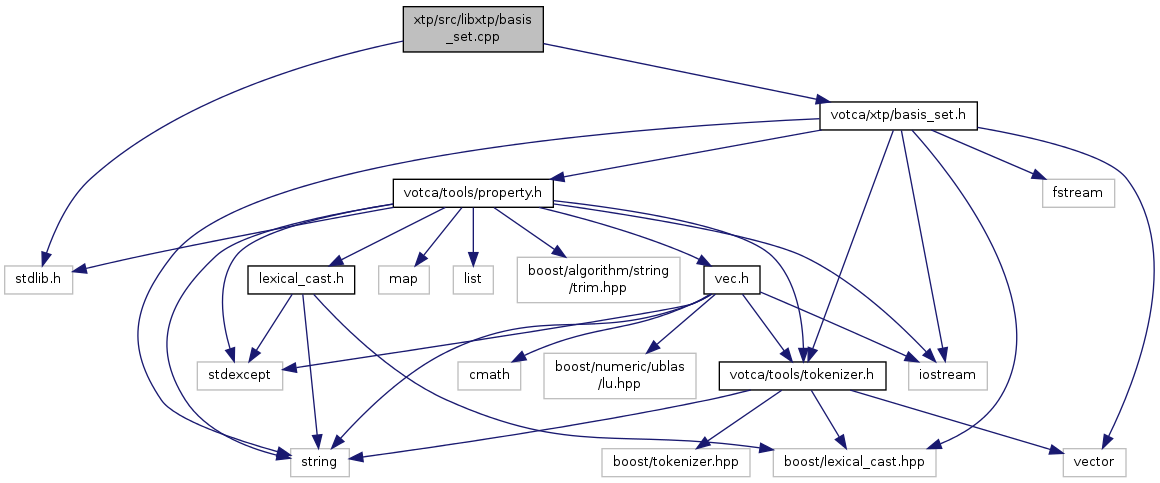 xtp/src/libxtp/basis
_set.cpp
votca/xtp/basis_set.h
votca/tools/property.h
fstream
stdlib.h
lexical_cast.h
map
list
boost/algorithm/string
/trim.hpp
vec.h
stdexcept
cmath
boost/numeric/ublas
/lu.hpp
votca/tools/tokenizer.h
iostream
string
boost/tokenizer.hpp
boost/lexical_cast.hpp
vector